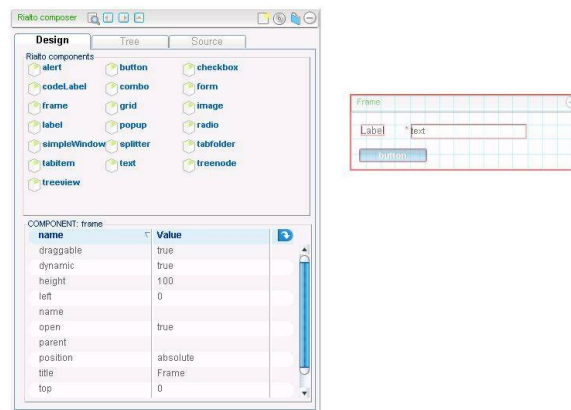 Rialto composer
Design Tree Source
Rialto components
alert button checkbox
codeLabel combo form
frame grid image
label popup radio
simpleWindow splitter tabfolder
tabitem text treenode
treeview
COMPONENT: frame
name Value
draggable true
dynamic true
height 100
left 0
name
open true
parent
position absolute
title Frame
top 0
Frame
Label * text
button